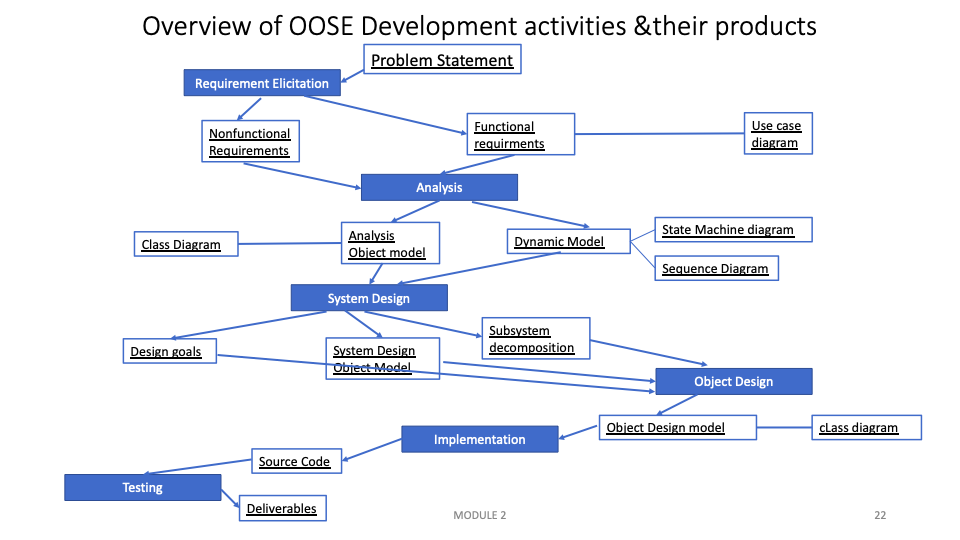 Overview of OOSE Development activities &their products
Problem Statement
Requirement Elicitation
Nonfunctional
Requirements
Functional
requirments
Use case
diagram
Analysis
Class Diagram
Analysis
Object model
Dynamic Model
State Machine diagram
Sequence Diagram
System Design
Design goals
System Design
Object Model
Subsystem
decomposition
Object Design
Object Design model
cLass diagram
Implementation
Source Code
Testing
Deliverables
MODULE 2
22